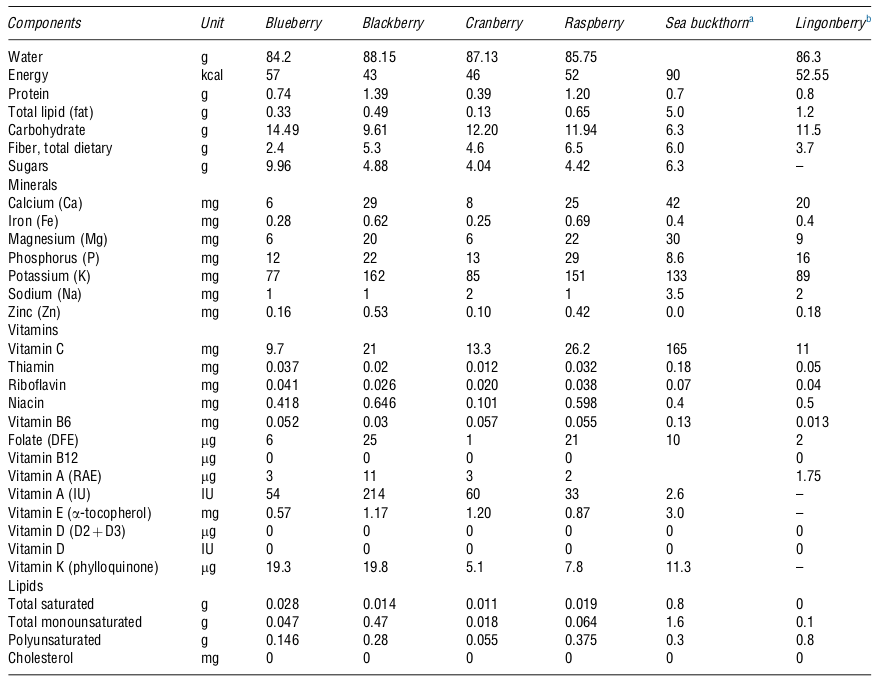 Components Unit Blueberry Blackberry Cranberry Raspberry Sea buckthornᵃ Lingonberryᵇ
Water g 84.2 88.15 87.13 85.75 86.3
Energy kcal 57 43 46 52 90 52.55
Protein g 0.74 1.39 0.39 1.20 0.7 0.8
Total lipid (fat) g 0.33 0.49 0.13 0.65 5.0 1.2
Carbohydrate g 14.49 9.61 12.20 11.94 6.3 11.5
Fiber, total dietary g 2.4 5.3 4.6 6.5 6.0 3.7
Sugars g 9.96 4.88 4.04 4.42 6.3 –
Minerals
Calcium (Ca) mg 6 29 8 25 42 20
Iron (Fe) mg 0.28 0.62 0.25 0.69 0.4 0.4
Magnesium (Mg) mg 6 20 6 22 30 9
Phosphorus (P) mg 12 22 13 29 8.6 16
Potassium (K) mg 77 162 85 151 133 89
Sodium (Na) mg 1 1 2 1 3.5 2
Zinc (Zn) mg 0.16 0.53 0.10 0.42 0.0 0.18
Vitamins
Vitamin C mg 9.7 21 13.3 26.2 165 11
Thiamin mg 0.037 0.02 0.012 0.032 0.18 0.05
Riboflavin mg 0.041 0.026 0.020 0.038 0.07 0.04
Niacin mg 0.418 0.646 0.101 0.598 0.4 0.5
Vitamin B6 mg 0.052 0.03 0.057 0.055 0.13 0.013
Folate (DFE) μg 6 25 1 21 10 2
Vitamin B12 μg 0 0 0 0 0
Vitamin A (RAE) μg 3 11 3 2 1.75
Vitamin A (IU) IU 54 214 60 33 2.6 –
Vitamin E (α-tocopherol) mg 0.57 1.17 1.20 0.87 3.0 –
Vitamin D (D2 + D3) μg 0 0 0 0 0 0
Vitamin D IU 0 0 0 0 0 0
Vitamin K (phylloquinone) μg 19.3 19.8 5.1 7.8 11.3 –
Lipids
Total saturated g 0.028 0.014 0.011 0.019 0.8 0
Total monounsaturated g 0.047 0.47 0.018 0.064 1.6 0.1
Polyunsaturated g 0.146 0.28 0.055 0.375 0.3 0.8
Cholesterol mg 0 0 0 0 0 0